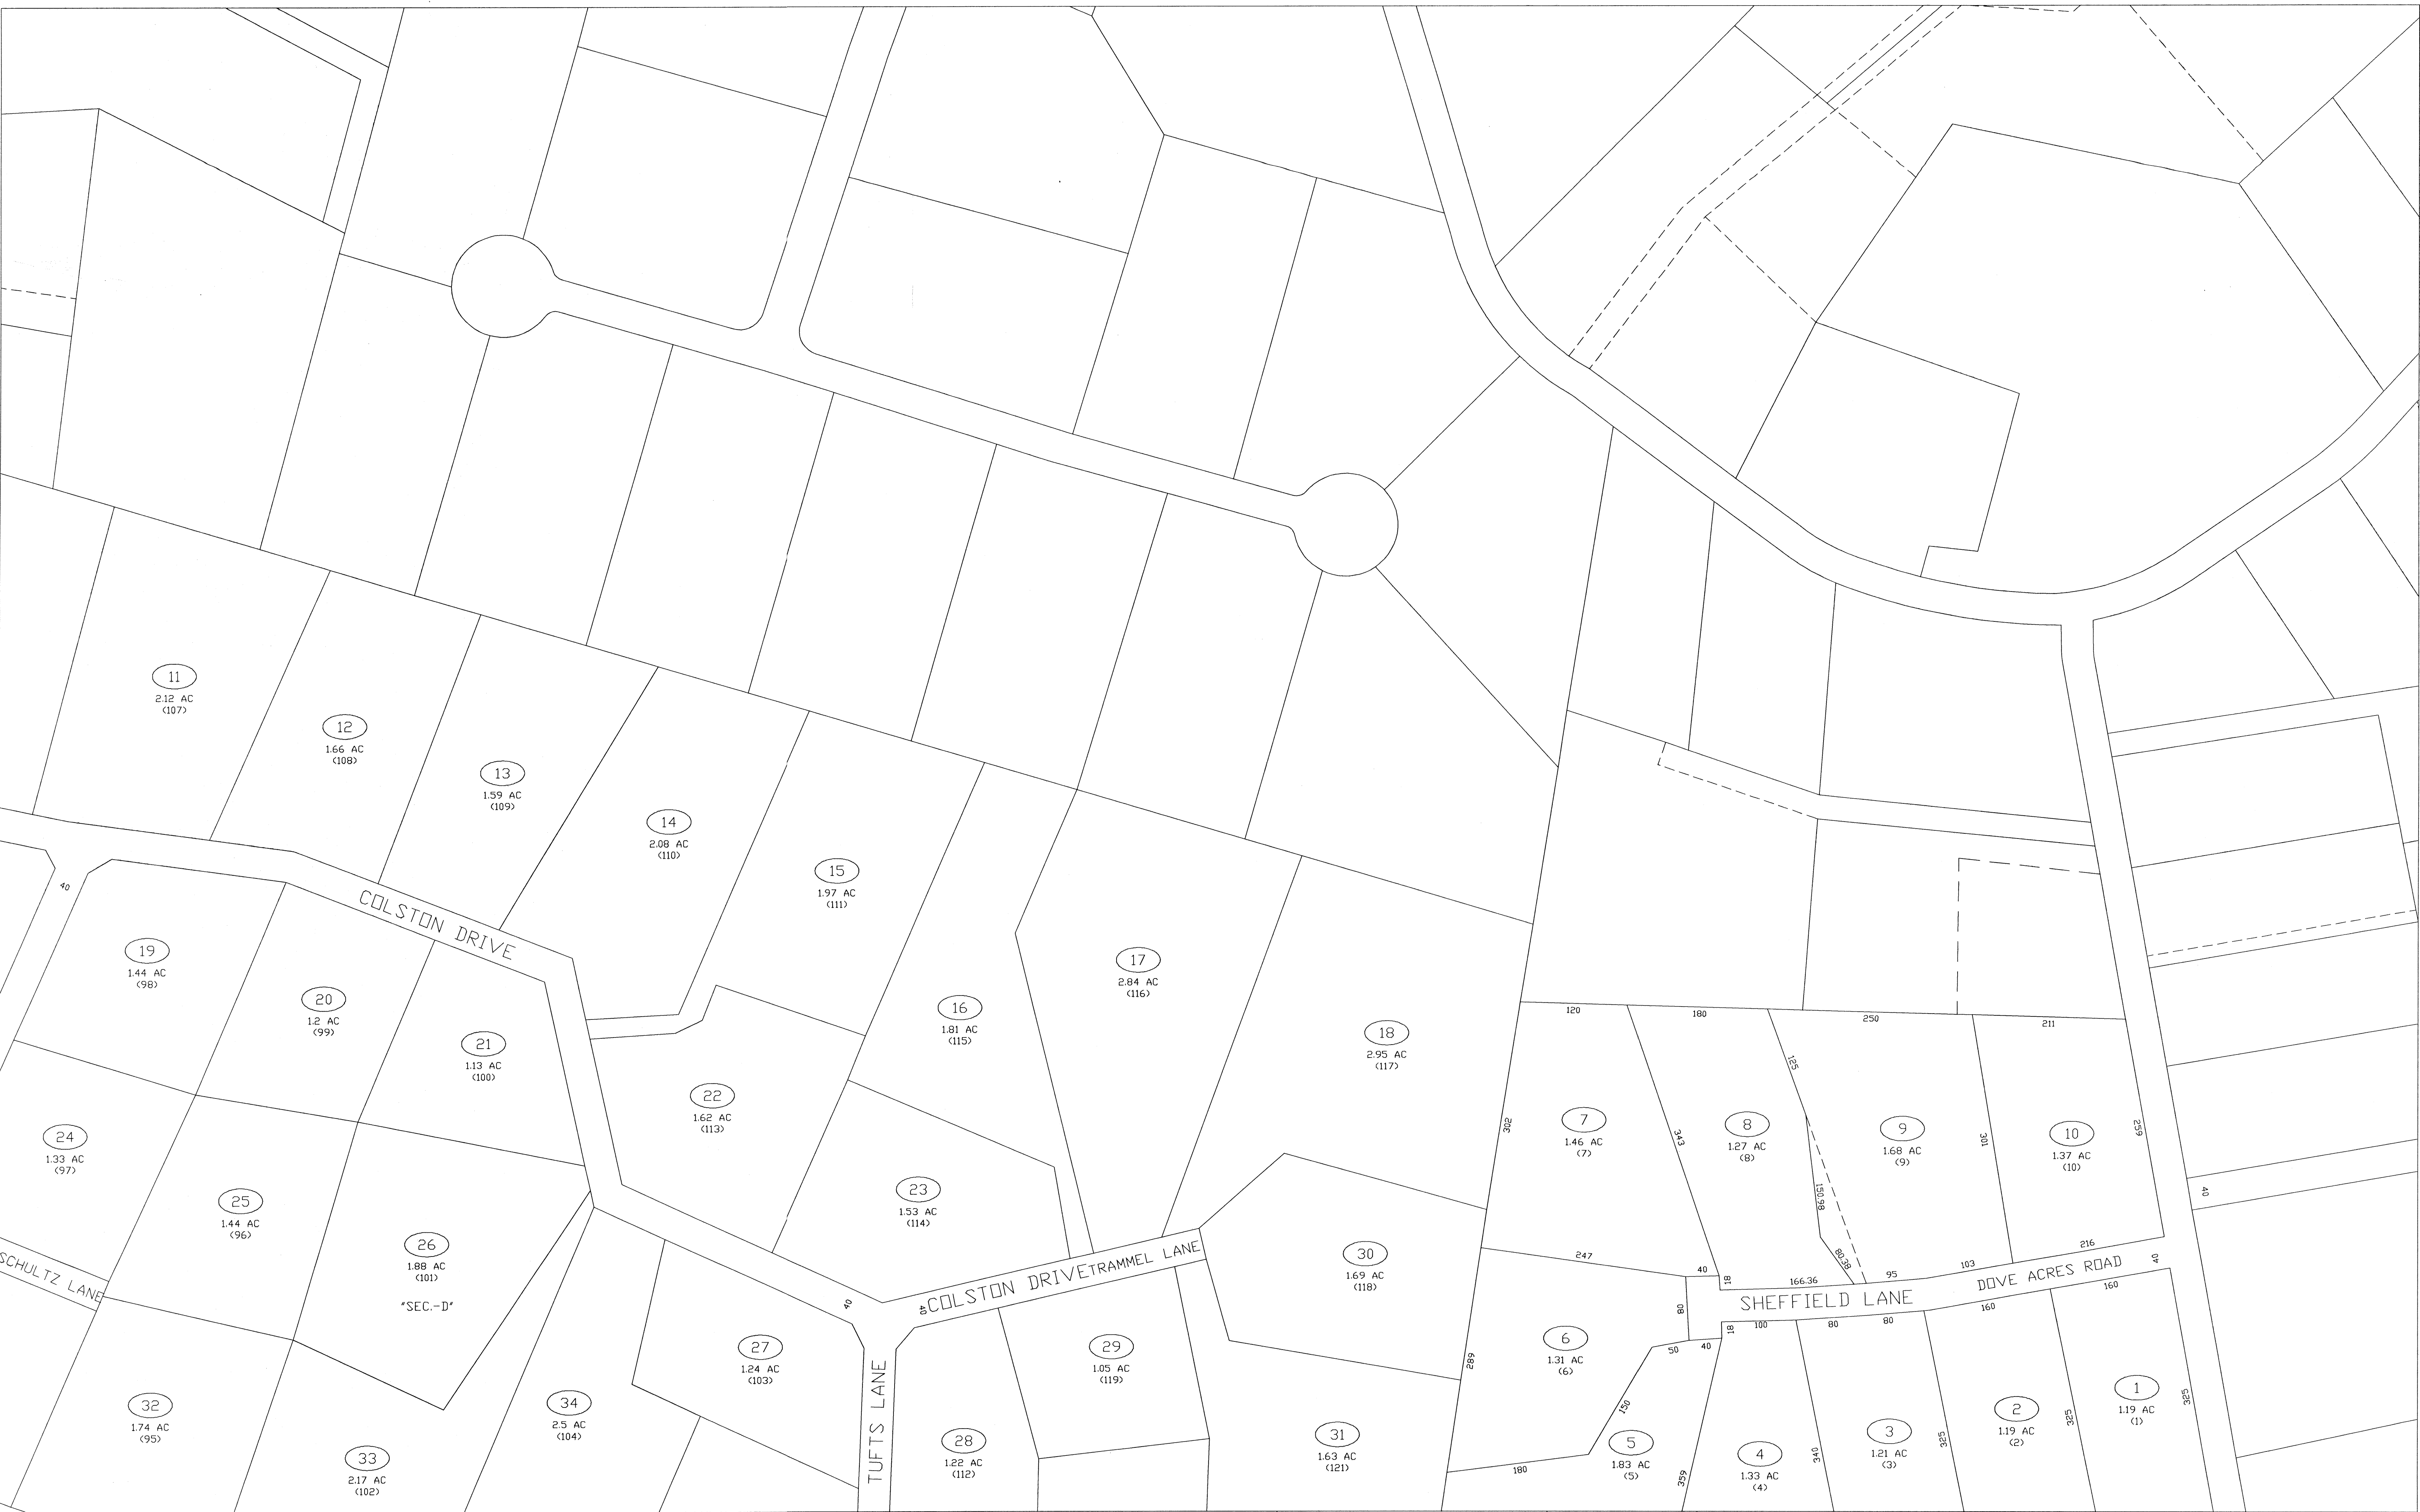 11
2.12 AC
(107)
12
1.66 AC
(108)
13
1.59 AC
(109)
14
2.08 AC
(110)
15
1.97 AC
(111)
16
1.81 AC
(115)
17
2.84 AC
(116)
18
2.95 AC
(117)
40
COLSTON DRIVE
19
1.44 AC
(98)
20
1.2 AC
(99)
21
1.13 AC
(100)
22
1.62 AC
(113)
23
1.53 AC
(114)
24
1.33 AC
(97)
25
1.44 AC
(96)
26
1.88 AC
(101)
"SEC.-D"
SCHULTZ LANE
27
1.24 AC
(103)
40
40
COLSTON DRIVE
TRAMMEL LANE
TUFTS LANE
28
1.22 AC
(112)
29
1.05 AC
(119)
30
1.69 AC
(118)
31
1.63 AC
(121)
32
1.74 AC
(95)
33
2.17 AC
(102)
34
2.5 AC
(104)
120
180
250
211
125
302
343
301
259
7
1.46 AC
(7)
8
1.27 AC
(8)
9
1.68 AC
(9)
10
1.37 AC
(10)
150.98
80.38
40
247
40
18
166.36
95
103
216
40
SHEFFIELD LANE
DOVE ACRES ROAD
80
18
100
80
80
160
160
50
40
289
6
1.31 AC
(6)
150
180
5
1.83 AC
(5)
359
4
1.33 AC
(4)
340
3
1.21 AC
(3)
325
2
1.19 AC
(2)
325
1
1.19 AC
(1)
325